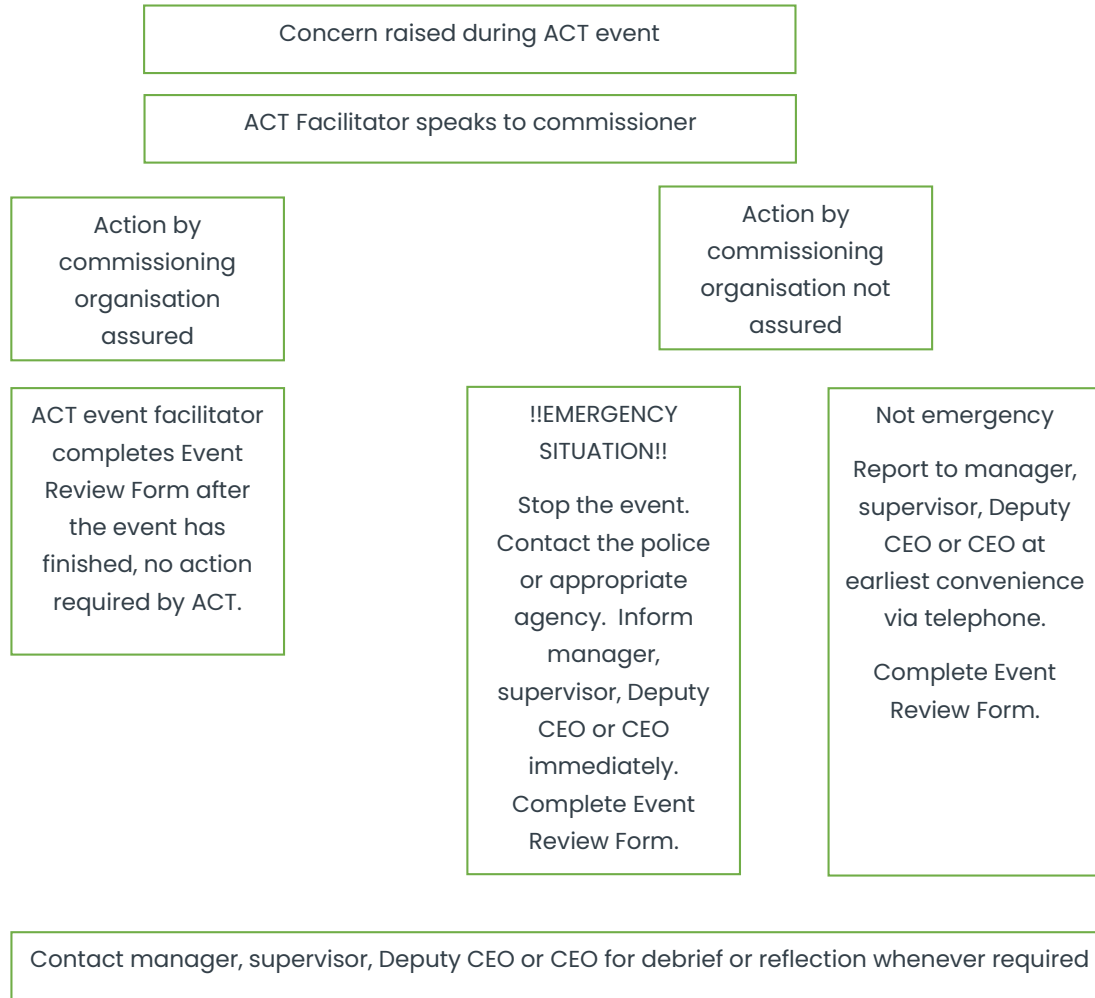 Concern raised during ACT event
ACT Facilitator speaks to commissioner
Action by
commissioning
organisation
assured
Action by
commissioning
organisation not
assured
ACT event facilitator
completes Event
Review Form after
the event has
finished, no action
required by ACT.
!!EMERGENCY
SITUATION!!
Stop the event.
Contact the police
or appropriate
agency.  Inform
manager,
supervisor, Deputy
CEO or CEO
immediately.
Complete Event
Review Form.
Not emergency
Report to manager,
supervisor, Deputy
CEO or CEO at
earliest convenience
via telephone.
Complete Event
Review Form.
Contact manager, supervisor, Deputy CEO or CEO for debrief or reflection whenever required